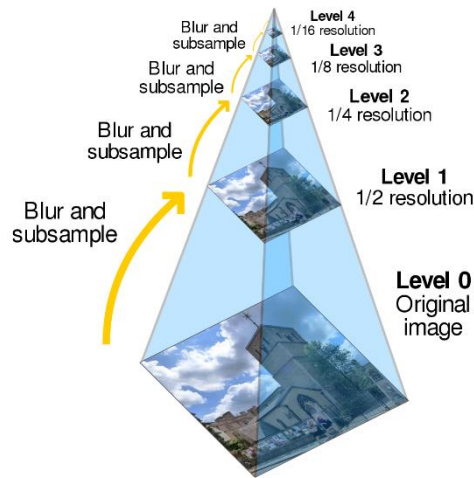 Level 4
1/16 resolution
Blur and
subsample
Level 3
1/8 resolution
Blur and
subsample
Level 2
1/4 resolution
Blur and
subsample
Level 1
1/2 resolution
Blur and
subsample
Level 0
Original
image